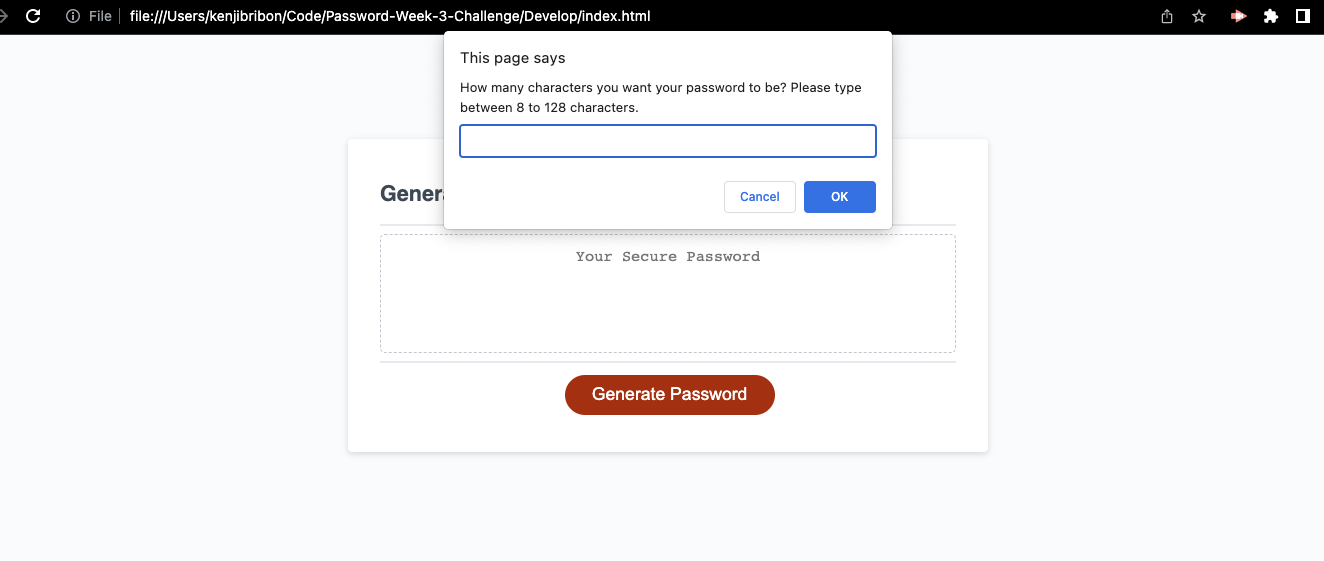 File file:///Users/kenjibribon/Code/Password-Week-3-Challenge/Develop/index.html
This page says
How many characters you want your password to be? Please type
between 8 to 128 characters.
Cancel OK
Gener
Your Secure Password
Generate Password